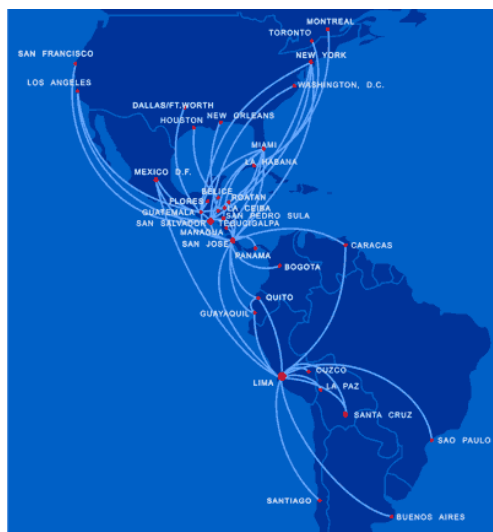 MONTREAL
TORONTO
SAN FRANCISCO
NEW YORK
LOS ANGELES
WASHINGTON, D.C.
DALLAS/FT.WORTH
NEW ORLEANS
HOUSTON
MIAMI
LA HABANA
MEXICO D.F.
BELICE
FLORES
ROATAN
LA CEIBA
GUATEMALA
SAN PEDRO SULA
SAN SALVADOR
TEGUCIGALPA
MANAGUA
SAN JOSE
CARACAS
PANAMA
BOGOTA
QUITO
GUAYAQUIL
CUZCO
LIMA
LA PAZ
SANTA CRUZ
SAO PAULO
SANTIAGO
BUENOS AIRES